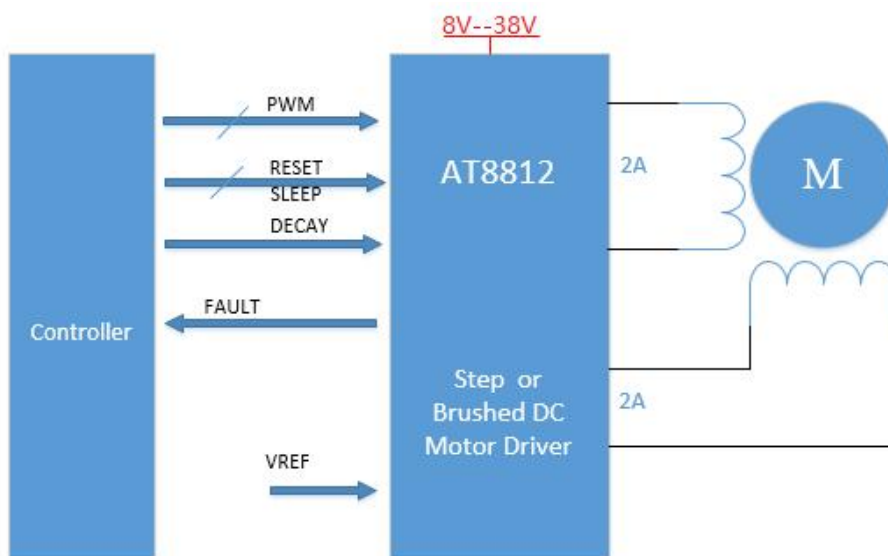 8V--38V
PWM
RESET
SLEEP
DECAY
FAULT
VREF
Controller
AT8812
Step or
Brushed DC
Motor Driver
2A
M
2A